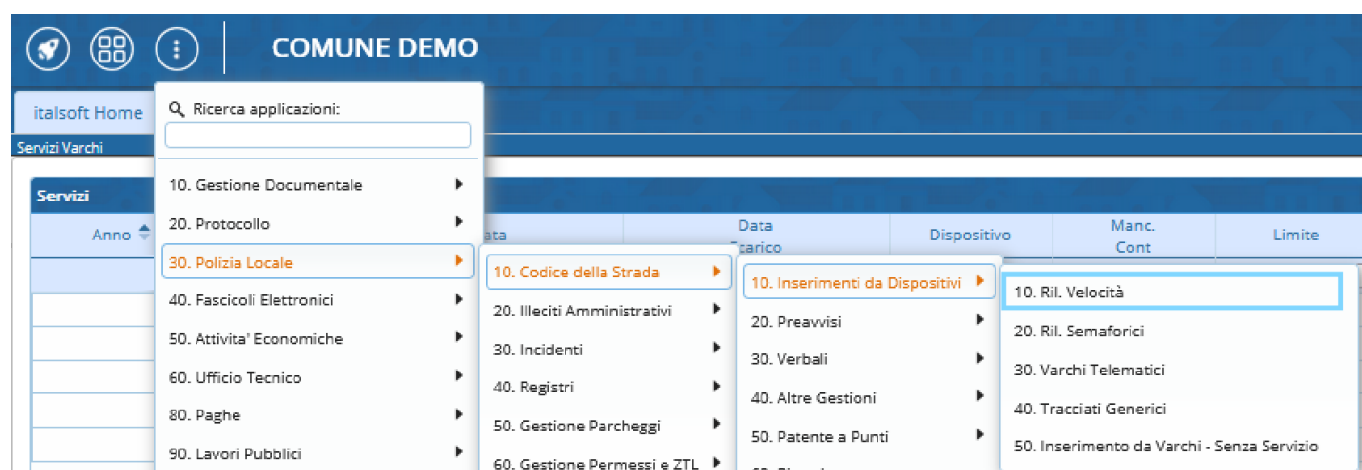 COMUNE DEMO
italsoft Home
Ricerca applicazioni:
Servizi Varchi
Servizi
Anno
Data
Scarico
Dispositivo
Manc.
Cont
Limite
10. Gestione Documentale
20. Protocollo
30. Polizia Locale
40. Fascicoli Elettronici
50. Attivita' Economiche
60. Ufficio Tecnico
80. Paghe
90. Lavori Pubblici
10. Codice della Strada
20. Illeciti Amministrativi
30. Incidenti
40. Registri
50. Gestione Parcheggi
60. Gestione Permessi e ZTL
10. Inserimenti da Dispositivi
20. Preavvisi
30. Verbali
40. Altre Gestioni
50. Patente a Punti
10. Ril. Velocità
20. Ril. Semaforici
30. Varchi Telematici
40. Tracciati Generici
50. Inserimento da Varchi - Senza Servizio